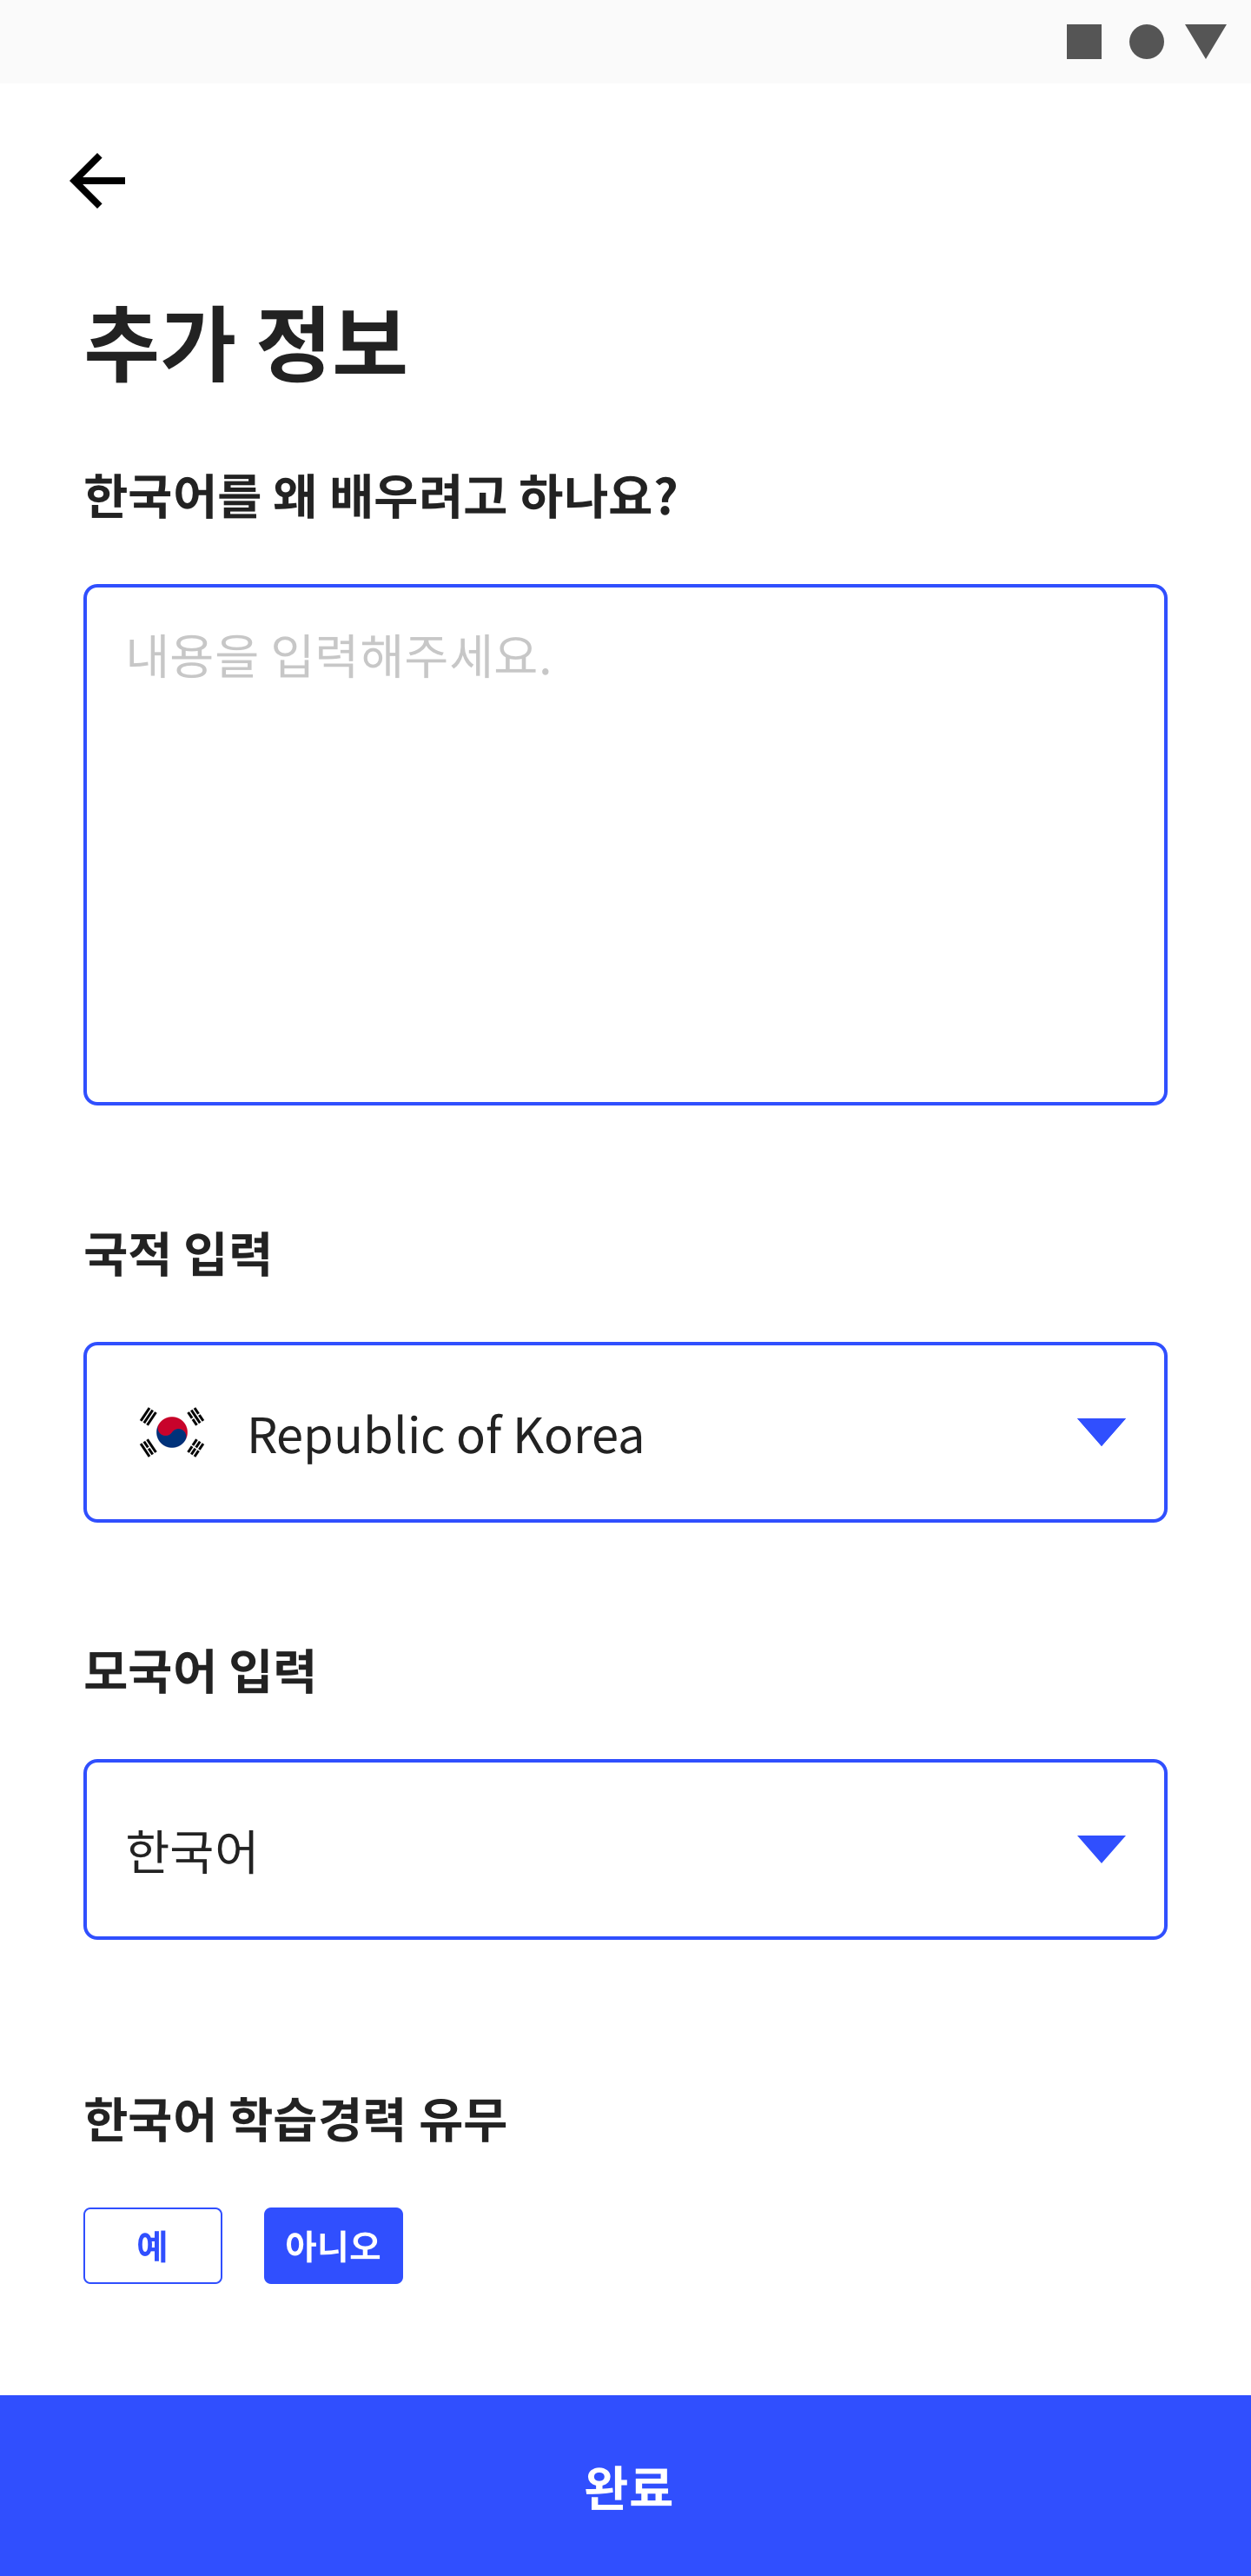 추가 정보
한국어를 왜 배우려고 하나요?
내용을 입력해주세요.
국적 입력
Republic of Korea
모국어 입력
한국어
한국어 학습경력 유무
예 아니오
완료